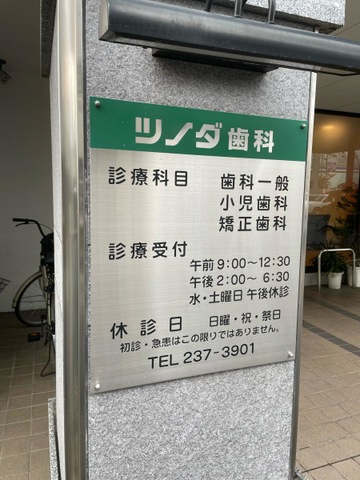 ツノダ歯科
診療科目 歯科一般
小児歯科
矯正歯科
診療受付
午前9:00～12:30
午後2:00～6:30
水・土曜日午後休診
休診日 日曜・祝・祭日
初診・急患はこの限りではありません。
TEL 237-3901